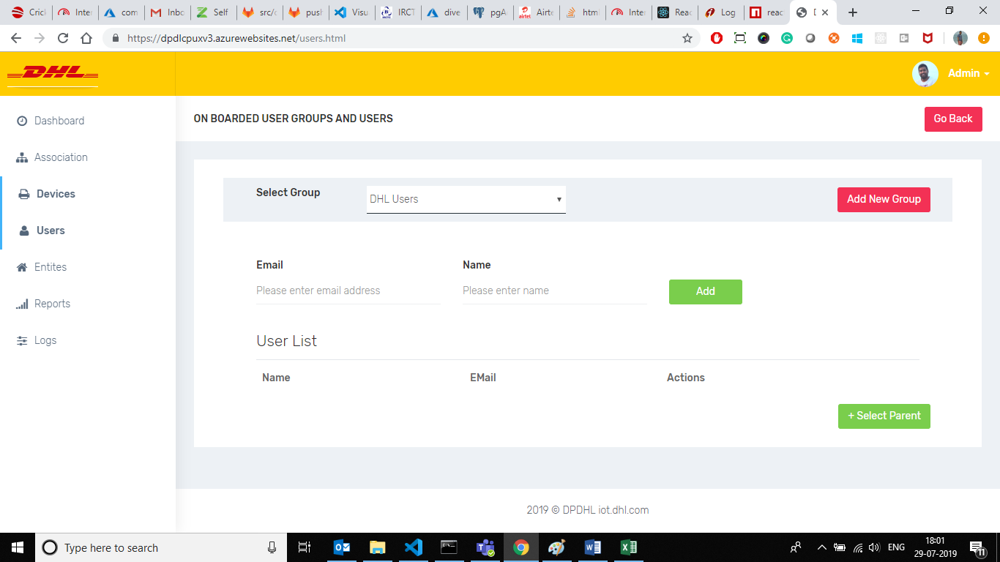 Crick
Inter
com
Inbo
Self
src/c
push
Visu
IRCT
dive
pgA
Airte
html
Inter
Reac
Log
reac
https://dpdlcpuxv3.azurewebsites.net/users.html
DHL
Admin
Dashboard
ON BOARDED USER GROUPS AND USERS
Go Back
Association
Devices
Select Group
DHL Users
Add New Group
Users
Entites
Email
Name
Please enter email address
Please enter name
Add
Reports
Logs
User List
Name
EMail
Actions
+ Select Parent
2019 © DPDHL iot.dhl.com
Type here to search
ENG
18:01
29-07-2019
11